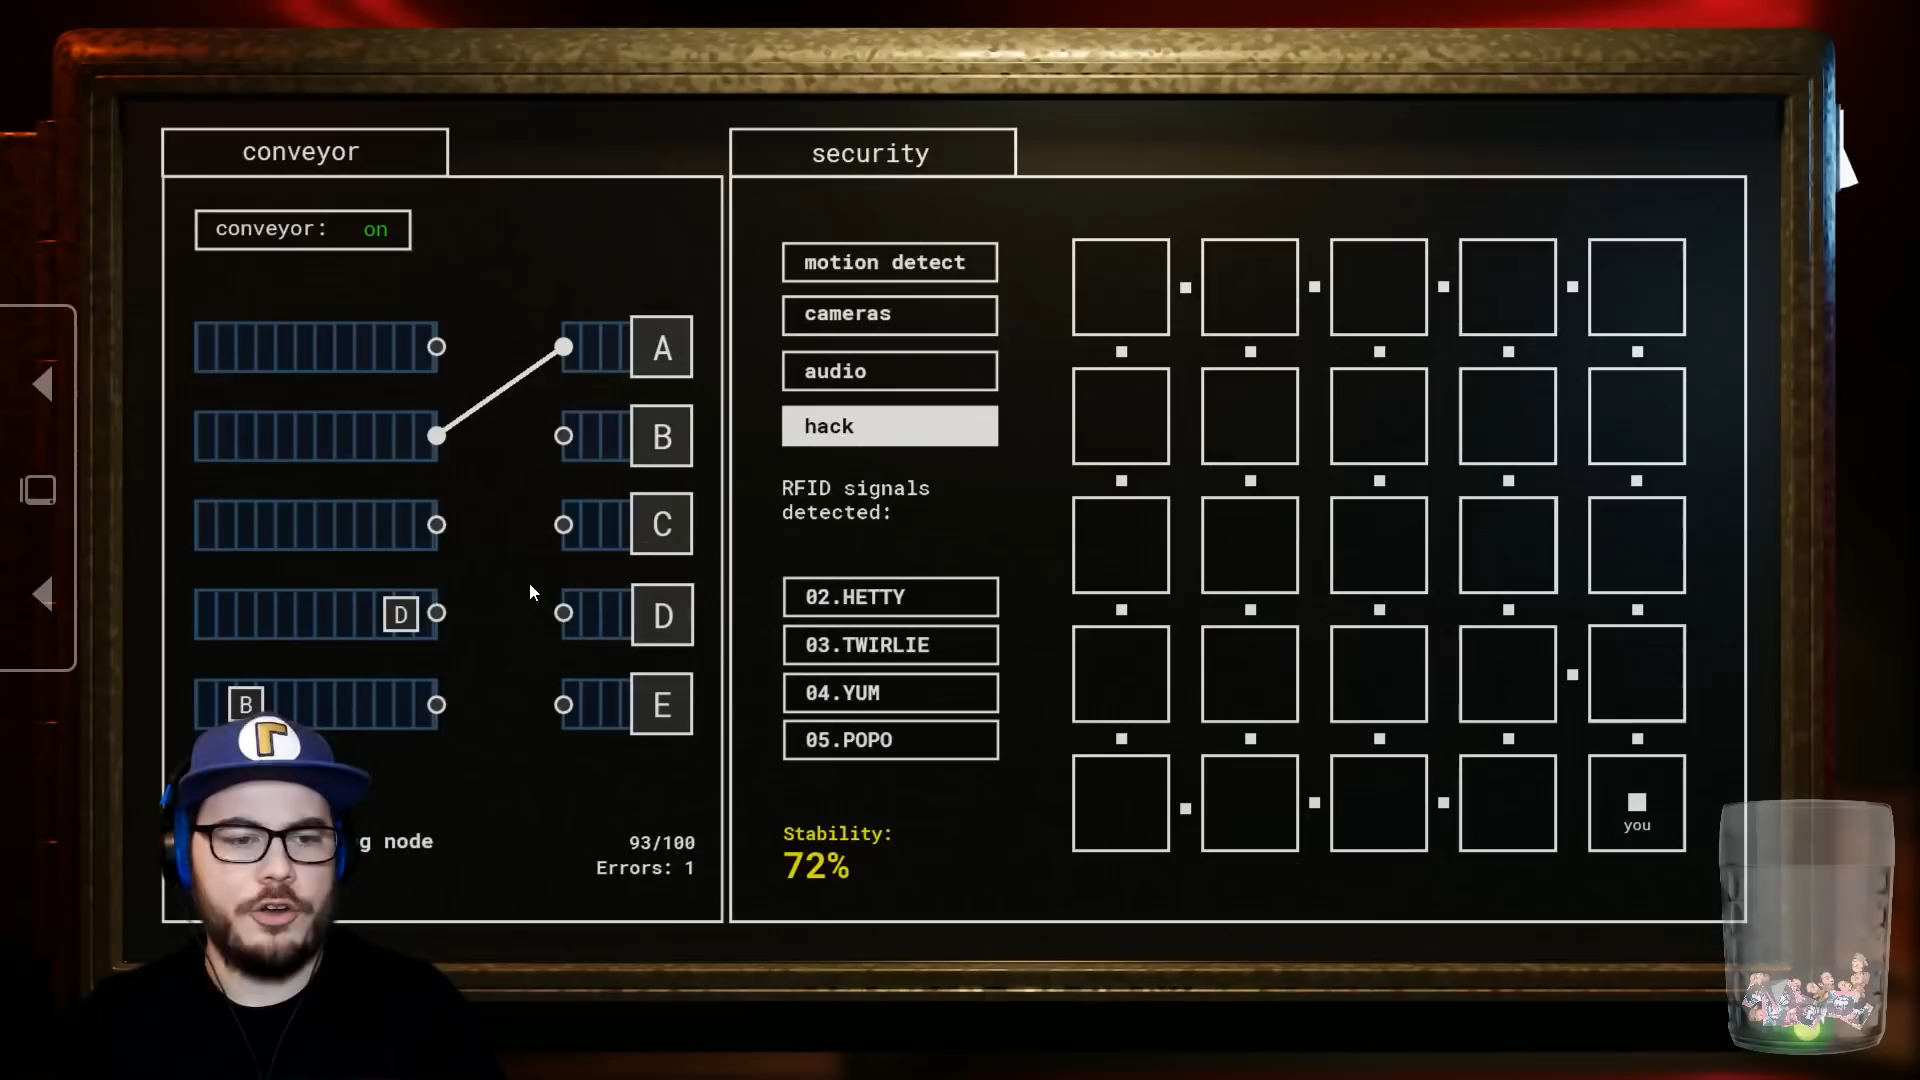 conveyor
security
conveyor: on
motion detect
cameras
audio
hack
RFID signals
detected:
02.HETTY
03.TWIRLIE
04.YUM
05.POPO
Stability:
72%
A
B
C
D
D
E
B
g node
93/100
Errors: 1
you